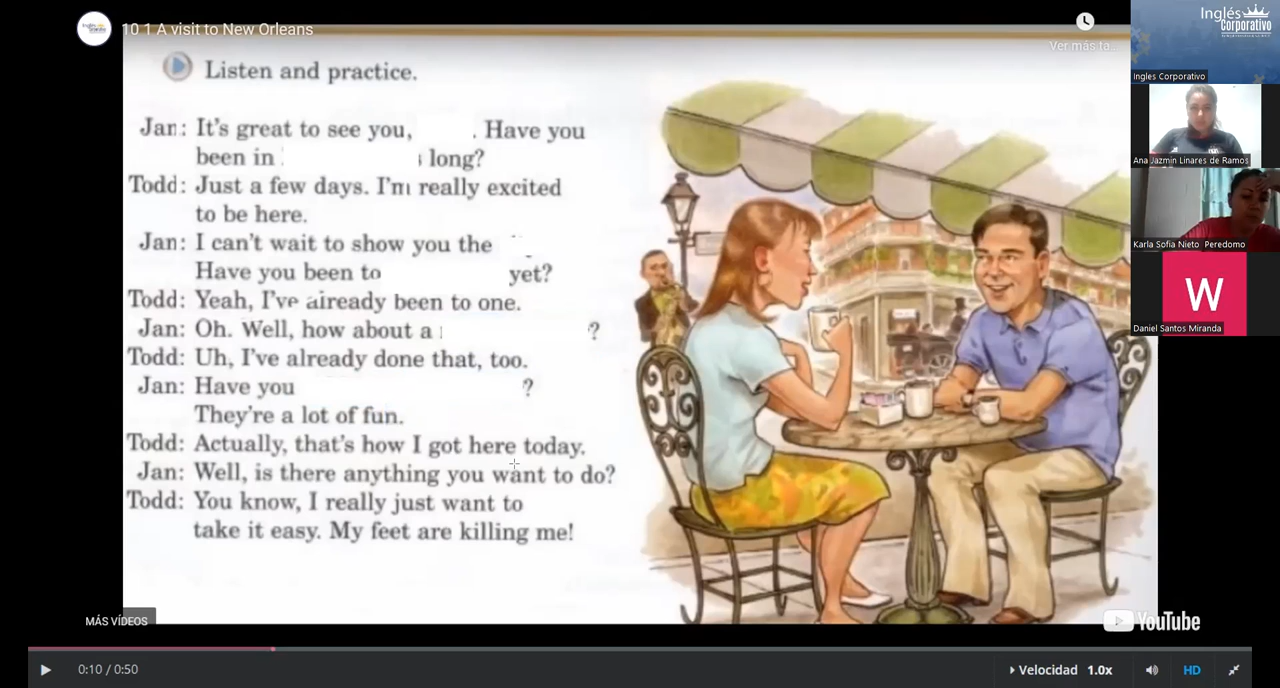 10 1 A visit to New Orleans
Ver más ta...
Listen and practice.
Jan: It's great to see you, . Have you
been in long?
Todd: Just a few days. I'm really excited
to be here.
Jan: I can't wait to show you the
Have you been to yet?
Todd: Yeah, I've already been to one.
Jan: Oh. Well, how about a ?
Todd: Uh, I've already done that, too.
Jan: Have you ?
They're a lot of fun.
Todd: Actually, that's how I got here today.
Jan: Well, is there anything you want to do?
Todd: You know, I really just want to
take it easy. My feet are killing me!
MÁS VÍDEOS
YouTube
0:10 / 0:50
Velocidad 1.0x
HD
Inglés
Corporativo
Ingles Corporativo
Ana Jazmin Linares de Ramos
Karla Sofia Nieto Peredomo
W
Daniel Santos Miranda